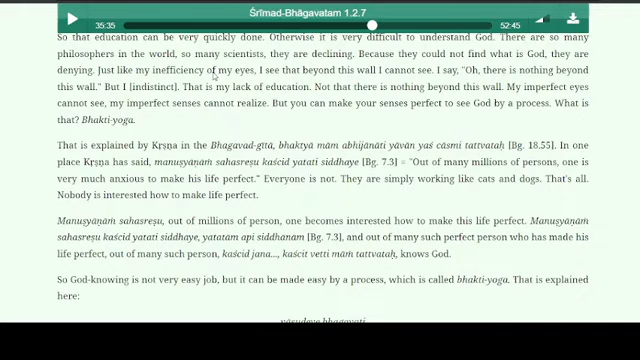 Śrīmad-Bhāgavatam 1.2.7
35:35
52:45
So that education can be very quickly done. Otherwise it is very difficult to understand God. There are so many
philosophers in the world, so many scientists, they are declining. Because they could not find what is God, they are
denying. Just like my inefficiency of my eyes, I see that beyond this wall I cannot see. I say, "Oh, there is nothing beyond
this wall." But I [indistinct]. That is my lack of education. Not that there is nothing beyond this wall. My imperfect eyes
cannot see, my imperfect senses cannot realize. But you can make your senses perfect to see God by a process. What is
that? Bhakti-yoga.
That is explained by Kṛṣṇa in the Bhagavad-gītā, bhaktyā mām abhijānāti yāvān yaś cāsmi tattvataḥ [Bg. 18.55]. In one
place Kṛṣṇa has said, manuṣyāṇāṁ sahasreṣu kaścid yatati siddhaye [Bg. 7.3] = "Out of many millions of persons, one is
very much anxious to make his life perfect." Everyone is not. They are simply working like cats and dogs. That's all.
Nobody is interested how to make life perfect.
Manuṣyāṇāṁ sahasreṣu, out of millions of person, one becomes interested how to make this life perfect. Manuṣyāṇāṁ
sahasreṣu kaścid yatati siddhaye, yatatām api siddhānām [Bg. 7.3], and out of many such perfect person who has made his
life perfect, out of many such person, kaścid jana..., kaścit vetti māṁ tattvataḥ, knows God.
So God-knowing is not very easy job, but it can be made easy by a process, which is called bhakti-yoga. That is explained
here:
vāsudeve bhagavati